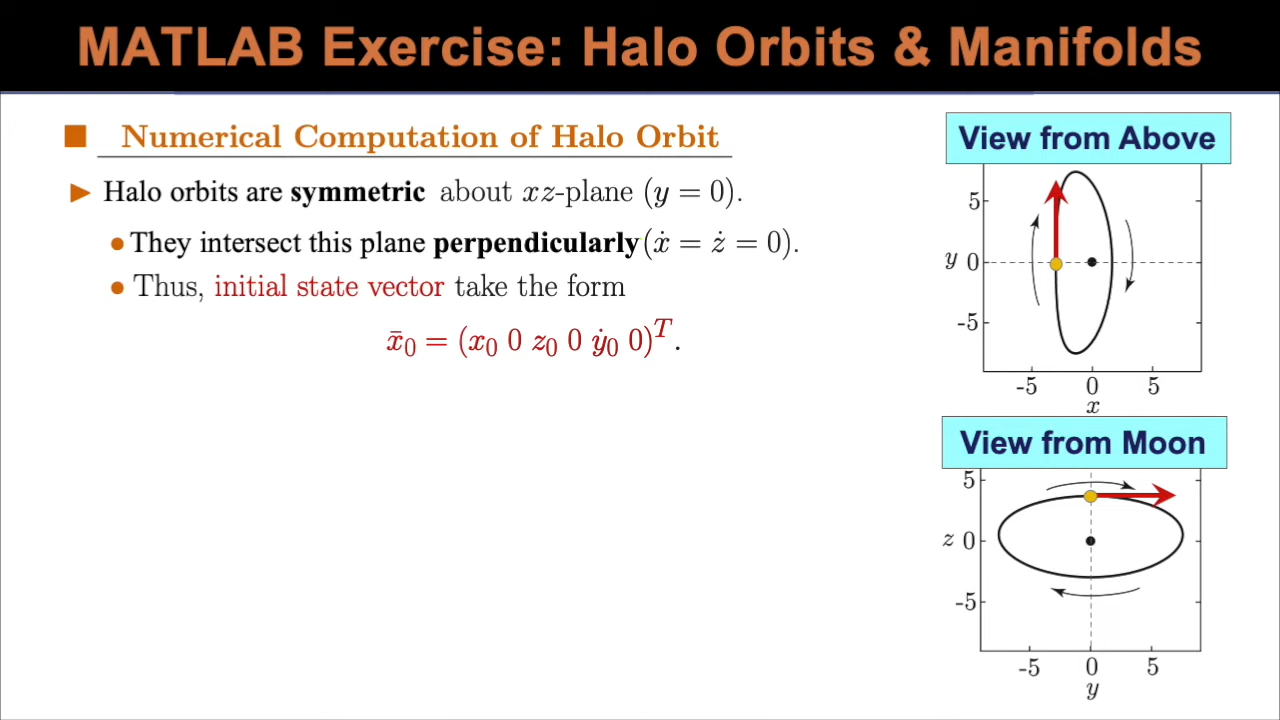 MATLAB Exercise: Halo Orbits & Manifolds
Numerical Computation of Halo Orbit
Halo orbits are symmetric about xz-plane (y = 0).
They intersect this plane perpendicularly(ẋ = ż = 0).
Thus, initial state vector take the form
x̄₀ = (x₀ 0 z₀ 0 ẏ₀ 0)ᵀ.
View from Above
5
y 0
-5
-5 0 5
x
View from Moon
5
z 0
-5
-5 0 5
y